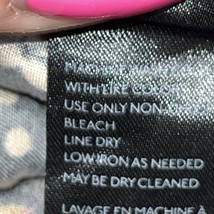 WITH LIKE COLOR
USE ONLY NON-
BLEACH
LINE DRY
LOW IRON AS NEEDED
MAY BE DRY CLEANED
LAVAGE EN MACHINE À